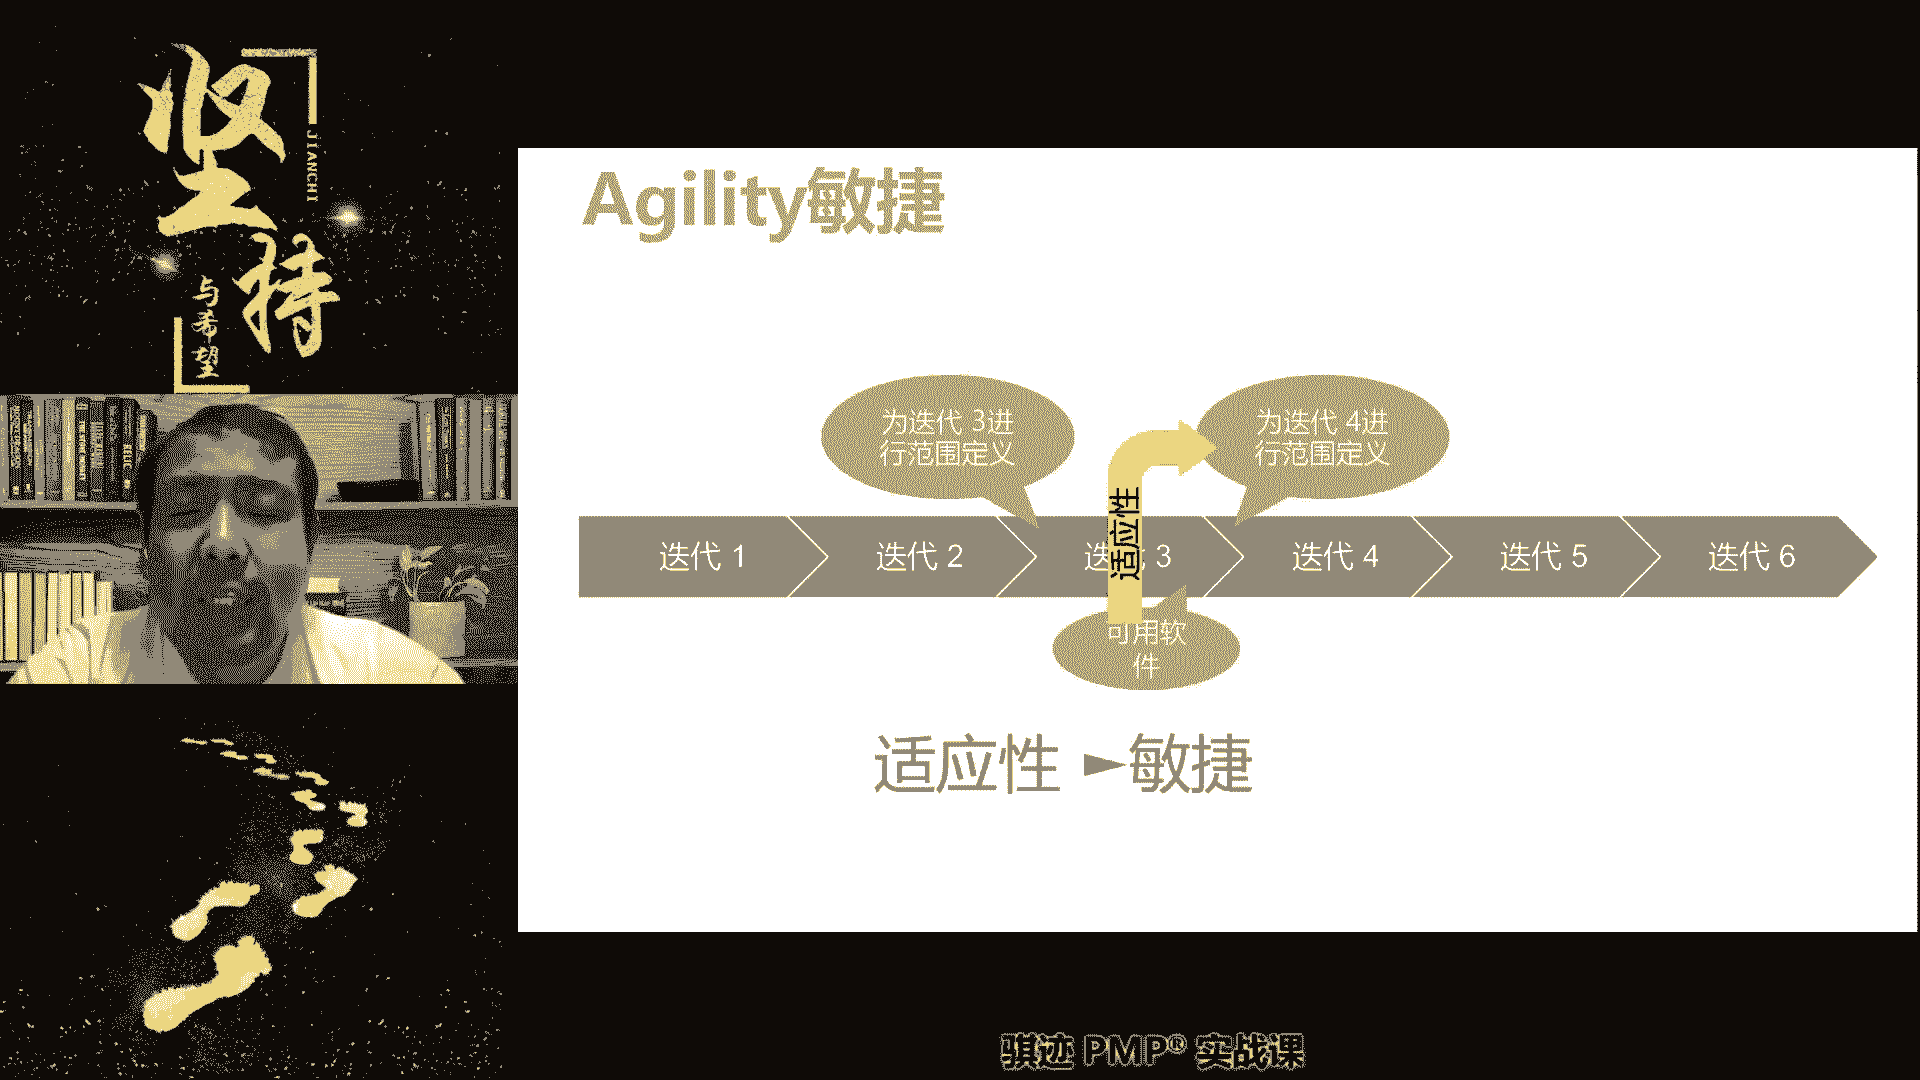 坚持
JIANCHI
与希望
Agility敏捷
为迭代 3进
行范围定义
为迭代 4进
行范围定义
适应性
迭代 1
迭代 2
迭 3
迭代 4
迭代 5
迭代 6
可用软
件
适应性 ►敏捷
骐迹 PMP® 实战课